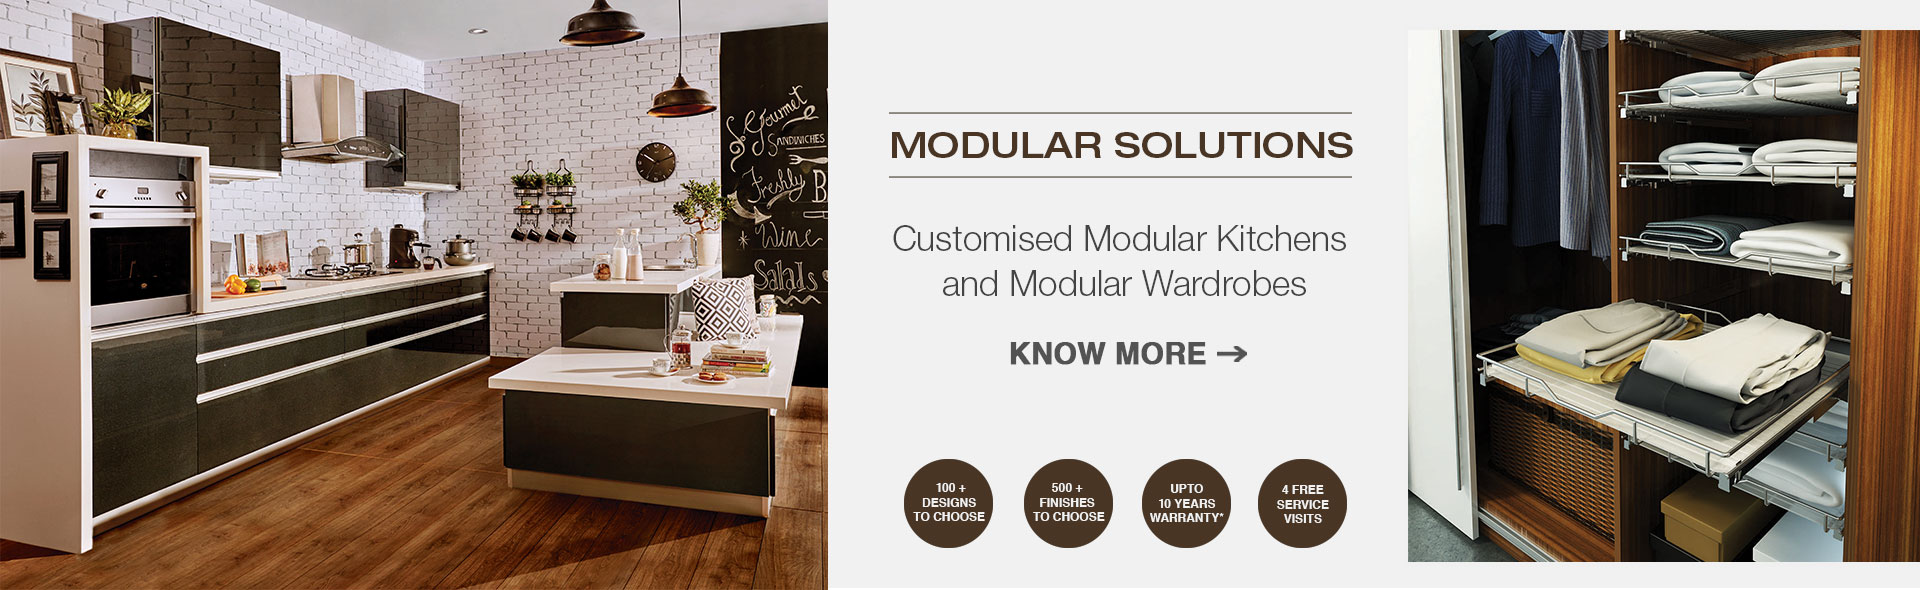 Gourmet
SANDWICHES
Freshly B
Wine
Salads
MODULAR SOLUTIONS
Customised Modular Kitchens
and Modular Wardrobes
KNOW MORE →
100 +
DESIGNS
TO CHOOSE
500 +
FINISHES
TO CHOOSE
UPTO
10 YEARS
WARRANTY*
4 FREE
SERVICE
VISITS